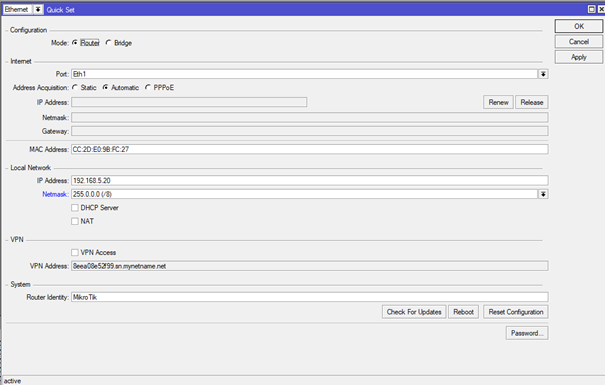 Ethernet Quick Set
OK
Configuration
Cancel
Mode: Router Bridge
Apply
Internet
Port: Eth1
Address Acquisition: Static Automatic PPPoE
IP Address: Renew Release
Netmask:
Gateway:
MAC Address: CC:2D:E0:9B:FC:27
Local Network
IP Address: 192.168.5.20
Netmask: 255.0.0.0 (/8)
DHCP Server
NAT
VPN
VPN Access
VPN Address: 8eea08e52f99.sn.mynetname.net
System
Router Identity: MikroTik
Check For Updates Reboot Reset Configuration
Password...
active